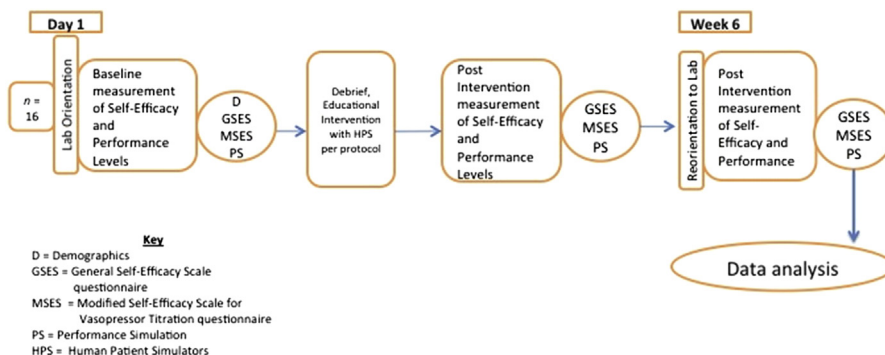 Day 1
Week 6
n =
16
Lab Orientation
Baseline
measurement
of Self-Efficacy
and
Performance
Levels
D
GSES
MSES
PS
Debrief,
Educational
Intervention
with HPS
per protocol
Post
Intervention
measurement
of Self-Efficacy
and
Performance
Levels
GSES
MSES
PS
Reorientation to Lab
Post
Intervention
measurement
of Self-
Efficacy and
Performance
GSES
MSES
PS
Data analysis
Key
D = Demographics
GSES = General Self-Efficacy Scale
questionnaire
MSES = Modified Self-Efficacy Scale for
Vasopressor Titration questionnaire
PS = Performance Simulation
HPS = Human Patient Simulators